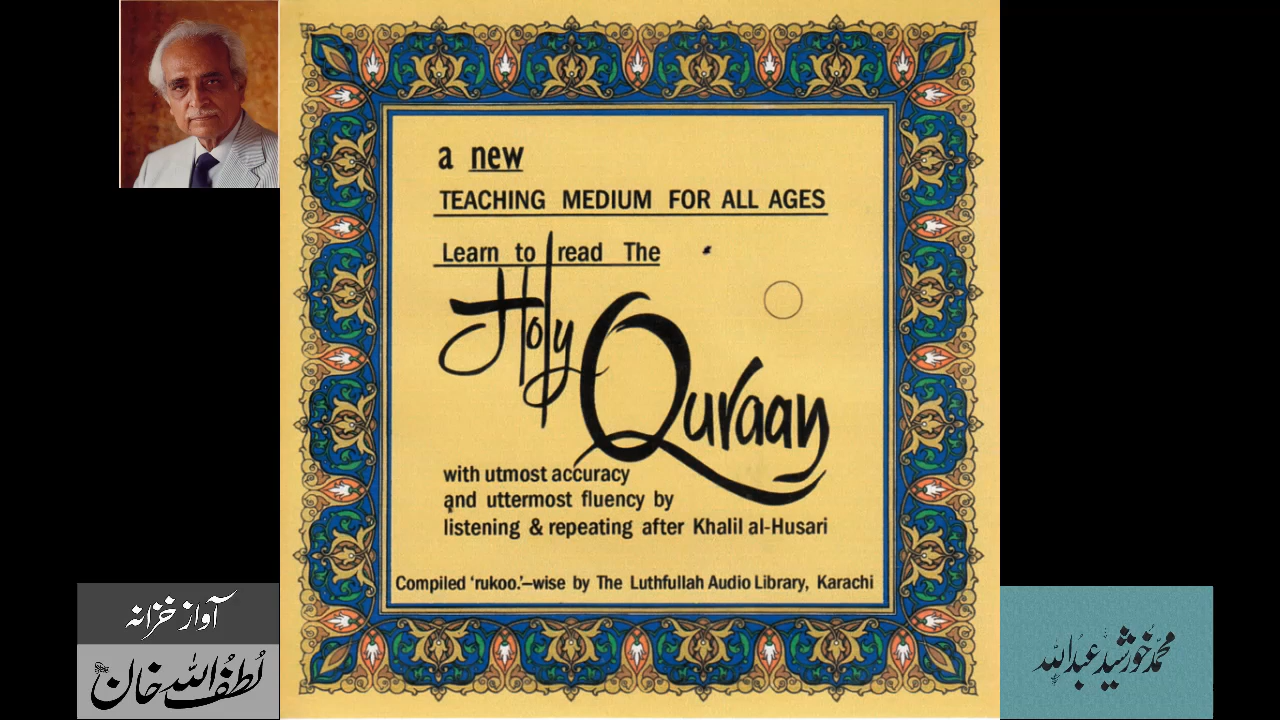 a new
TEACHING MEDIUM FOR ALL AGES
Learn to read The
Holy Quraan
with utmost accuracy
and uttermost fluency by
listening & repeating after Khalil al-Husari
Compiled 'rukoo.'–wise by The Luthfullah Audio Library, Karachi
آواز خزانہ
لُطفُ اللہ خان
محمّد خورشید عبداللہ